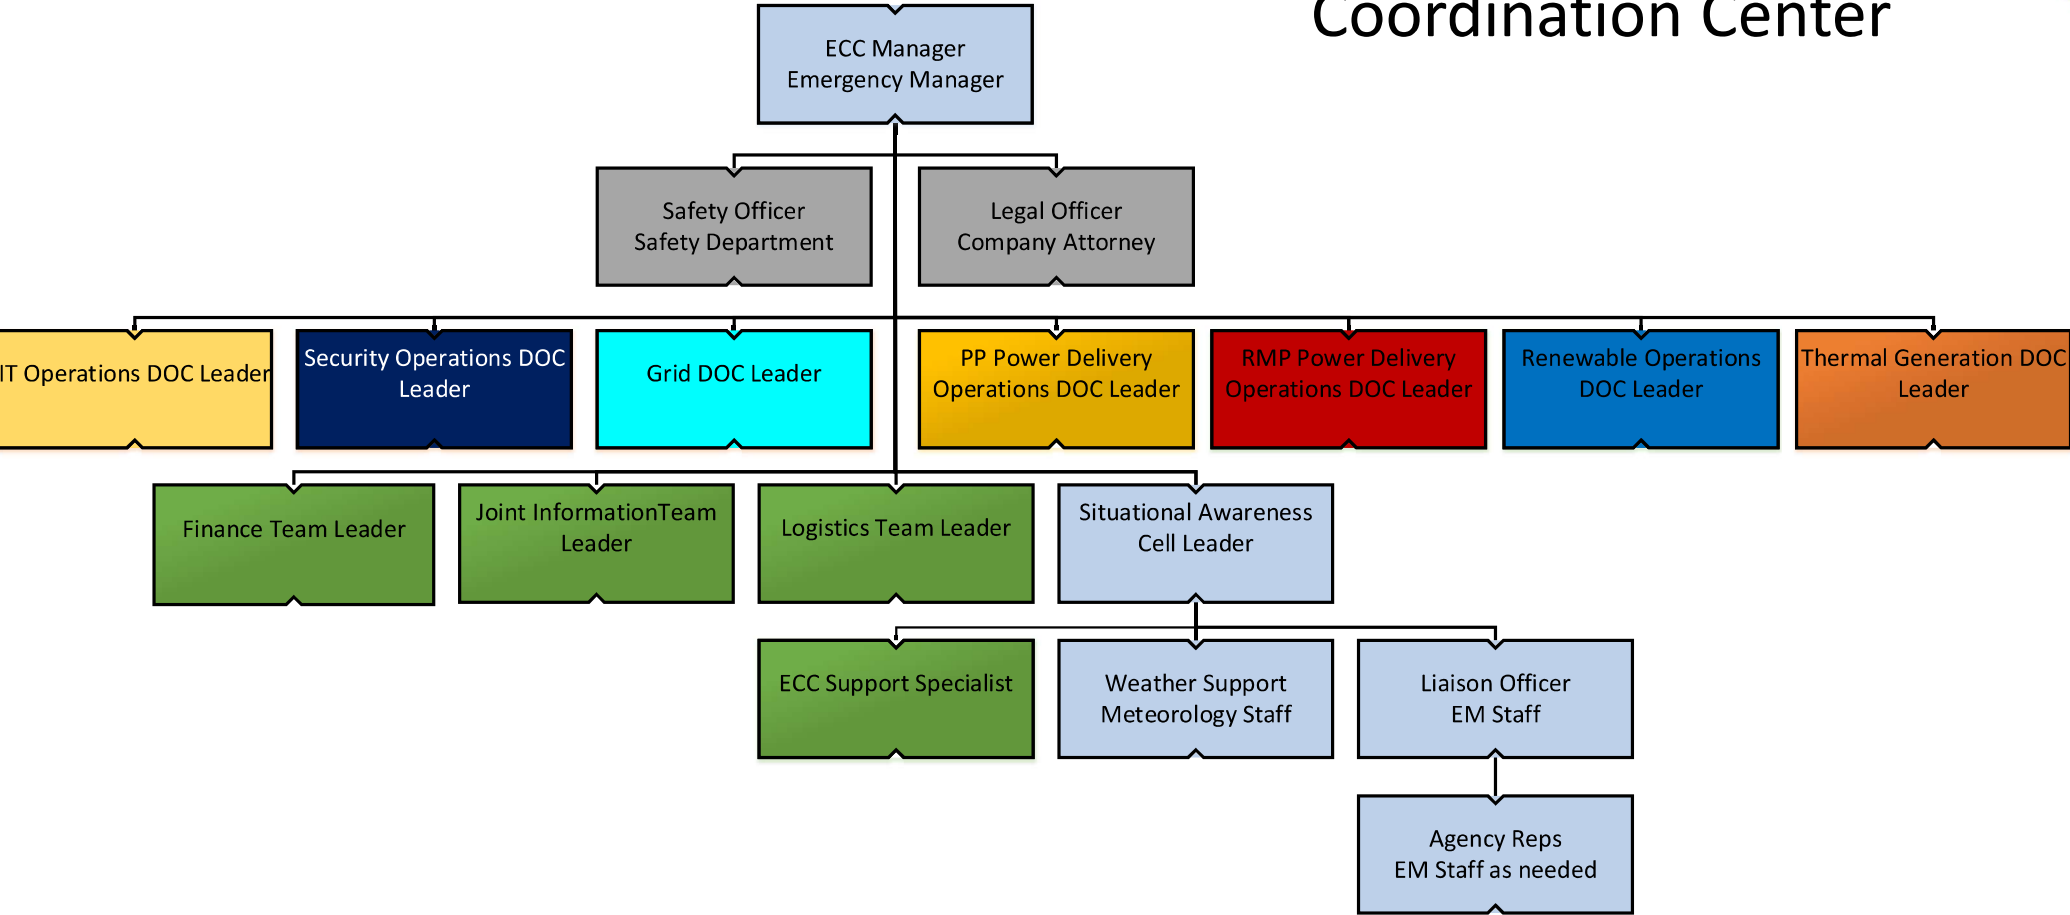 Coordination Center
ECC Manager
Emergency Manager
Safety Officer
Safety Department
Legal Officer
Company Attorney
IT Operations DOC Leader
Security Operations DOC
Leader
Grid DOC Leader
PP Power Delivery
Operations DOC Leader
RMP Power Delivery
Operations DOC Leader
Renewable Operations
DOC Leader
Thermal Generation DOC
Leader
Finance Team Leader
Joint InformationTeam
Leader
Logistics Team Leader
Situational Awareness
Cell Leader
ECC Support Specialist
Weather Support
Meteorology Staff
Liaison Officer
EM Staff
Agency Reps
EM Staff as needed